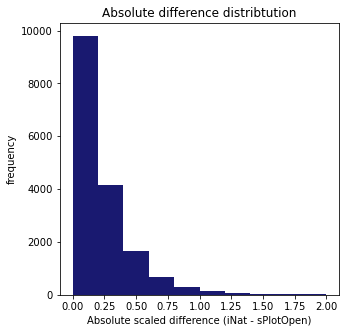 Absolute difference distribtution
10000
8000
6000
4000
2000
0
frequency
0.00 0.25 0.50 0.75 1.00 1.25 1.50 1.75 2.00
Absolute scaled difference (iNat - sPlotOpen)